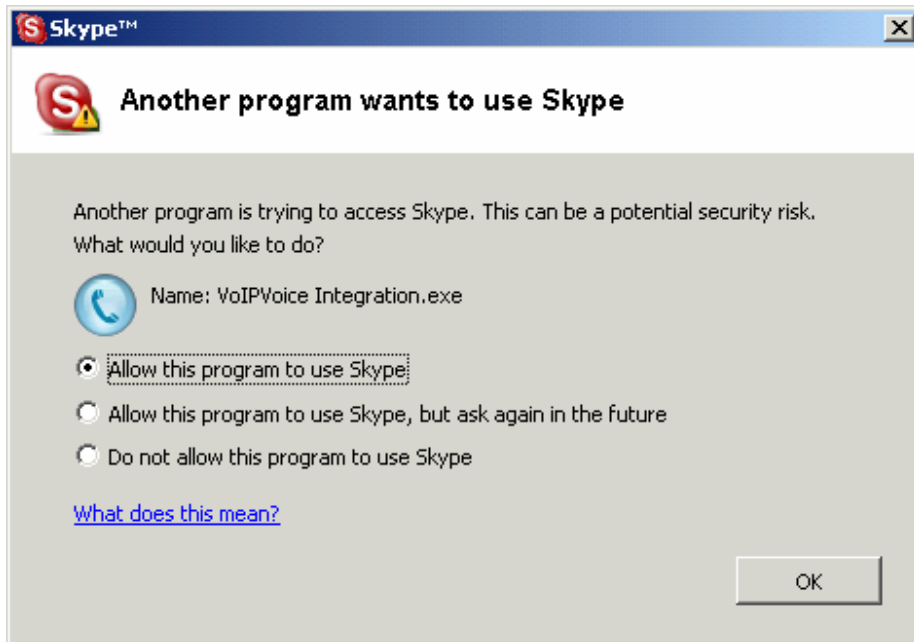 Skype™
Another program wants to use Skype
Another program is trying to access Skype. This can be a potential security risk.
What would you like to do?
Name: VoIPVoice Integration.exe
Allow this program to use Skype
Allow this program to use Skype, but ask again in the future
Do not allow this program to use Skype
What does this mean?
OK